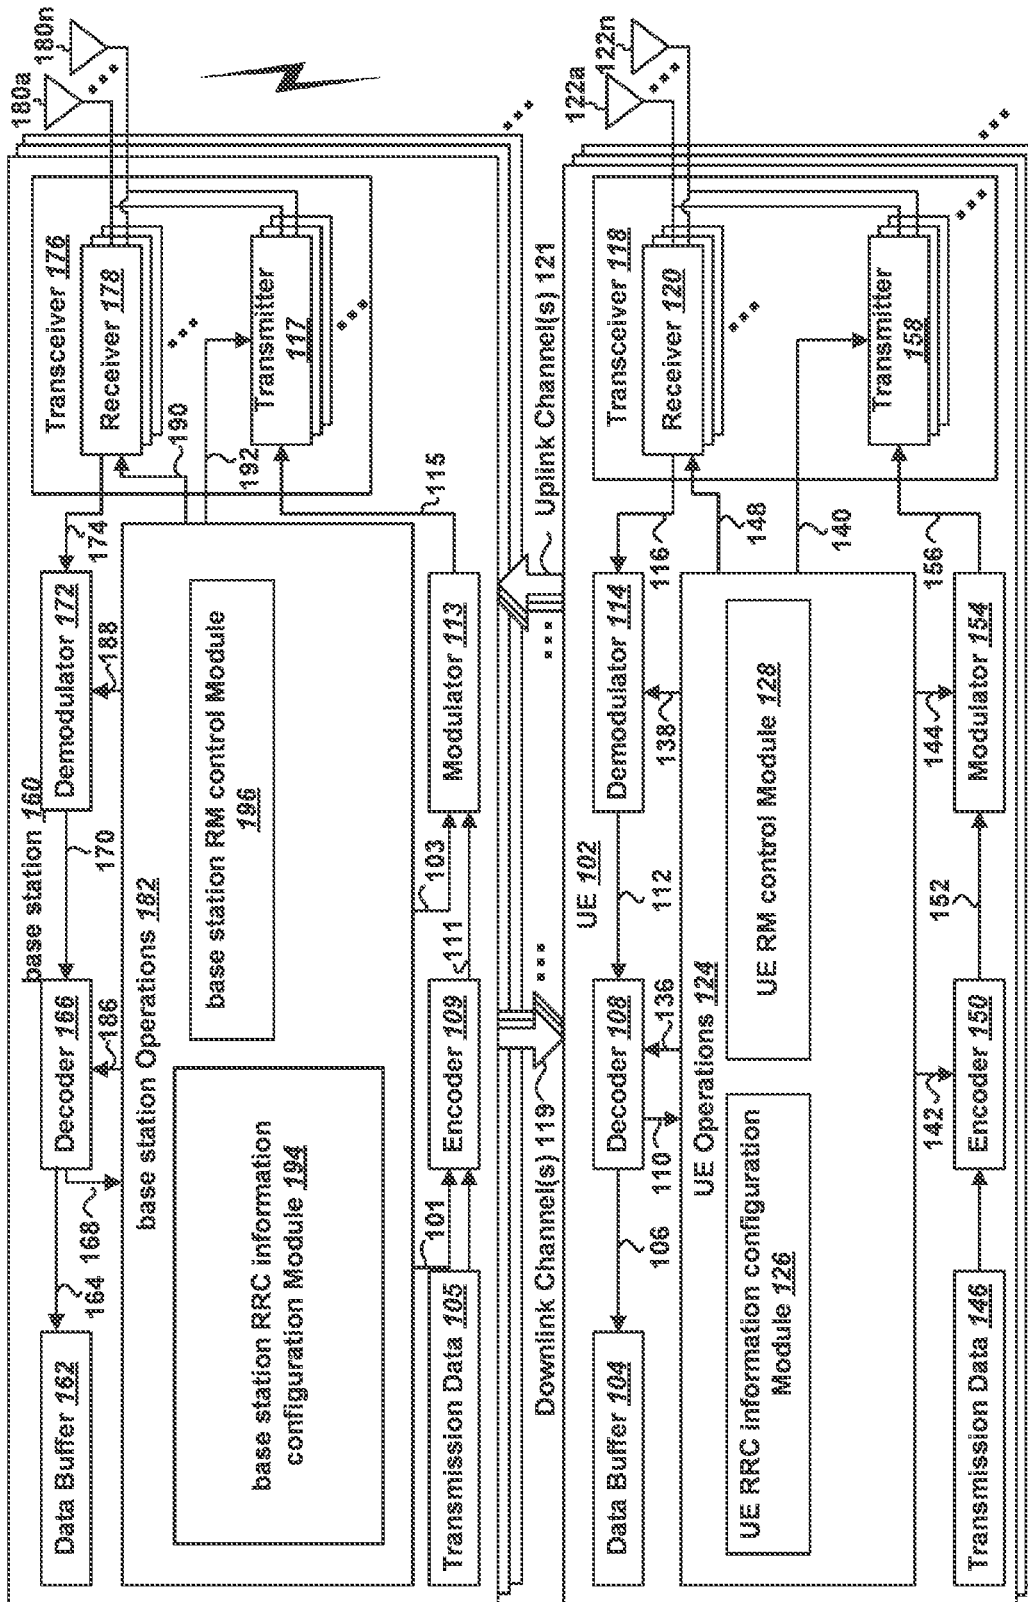 base station 160
180a
180n
Data Buffer 162
164
Decoder 166
170
Demodulator 172
174
Transceiver 176
Receiver 178
168
186
188
190
base station Operations 182
base station RRC information
configuration Module 194
base station RM control Module
196
192
Transmitter
117
101
103
Transmission Data 105
Encoder 109
111
Modulator 113
115
Downlink Channel(s) 119
Uplink Channel(s) 121
UE 102
122a
122n
Data Buffer 104
106
Decoder 108
112
Demodulator 114
116
Transceiver 118
Receiver 120
110
136
138
148
UE Operations 124
UE RRC information configuration
Module 126
UE RM control Module 128
140
Transmitter
158
142
144
Transmission Data 146
Encoder 150
152
Modulator 154
156